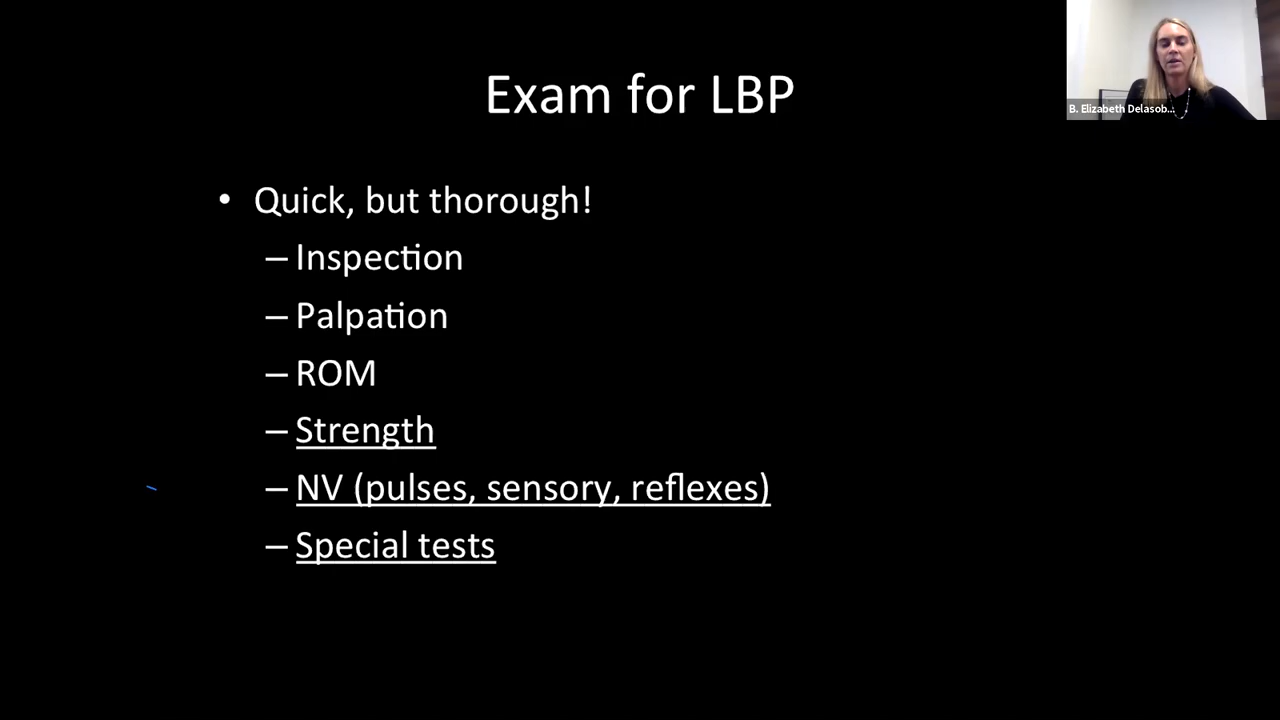 Exam for LBP
B. Elizabeth Delasob...
• Quick, but thorough!
– Inspection
– Palpation
– ROM
– Strength
– NV (pulses, sensory, reflexes)
– Special tests